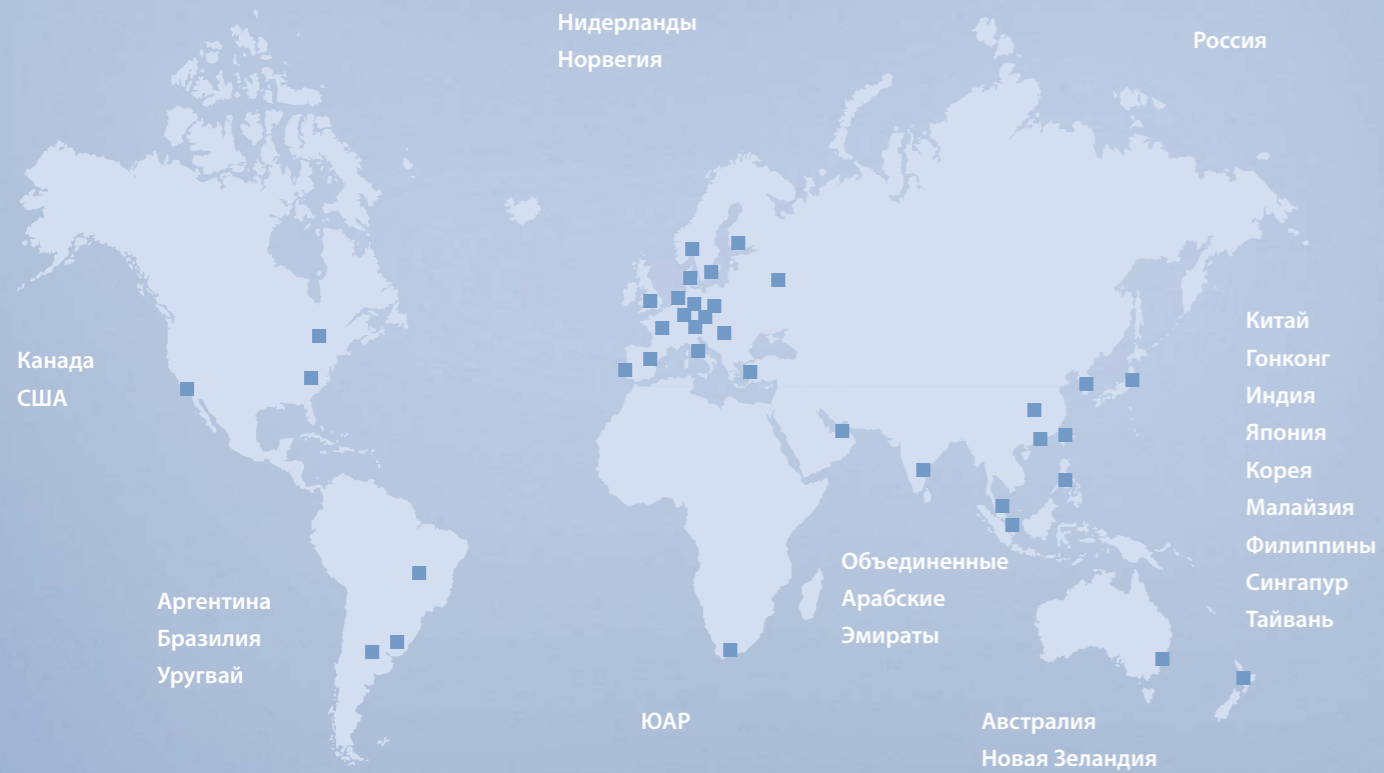 Нидерланды
Норвегия
Россия
Канада
США
Китай
Гонконг
Индия
Япония
Корея
Малайзия
Филиппины
Сингапур
Тайвань
Объединенные
Арабские
Эмираты
Аргентина
Бразилия
Уругвай
ЮАР
Австралия
Новая Зеландия